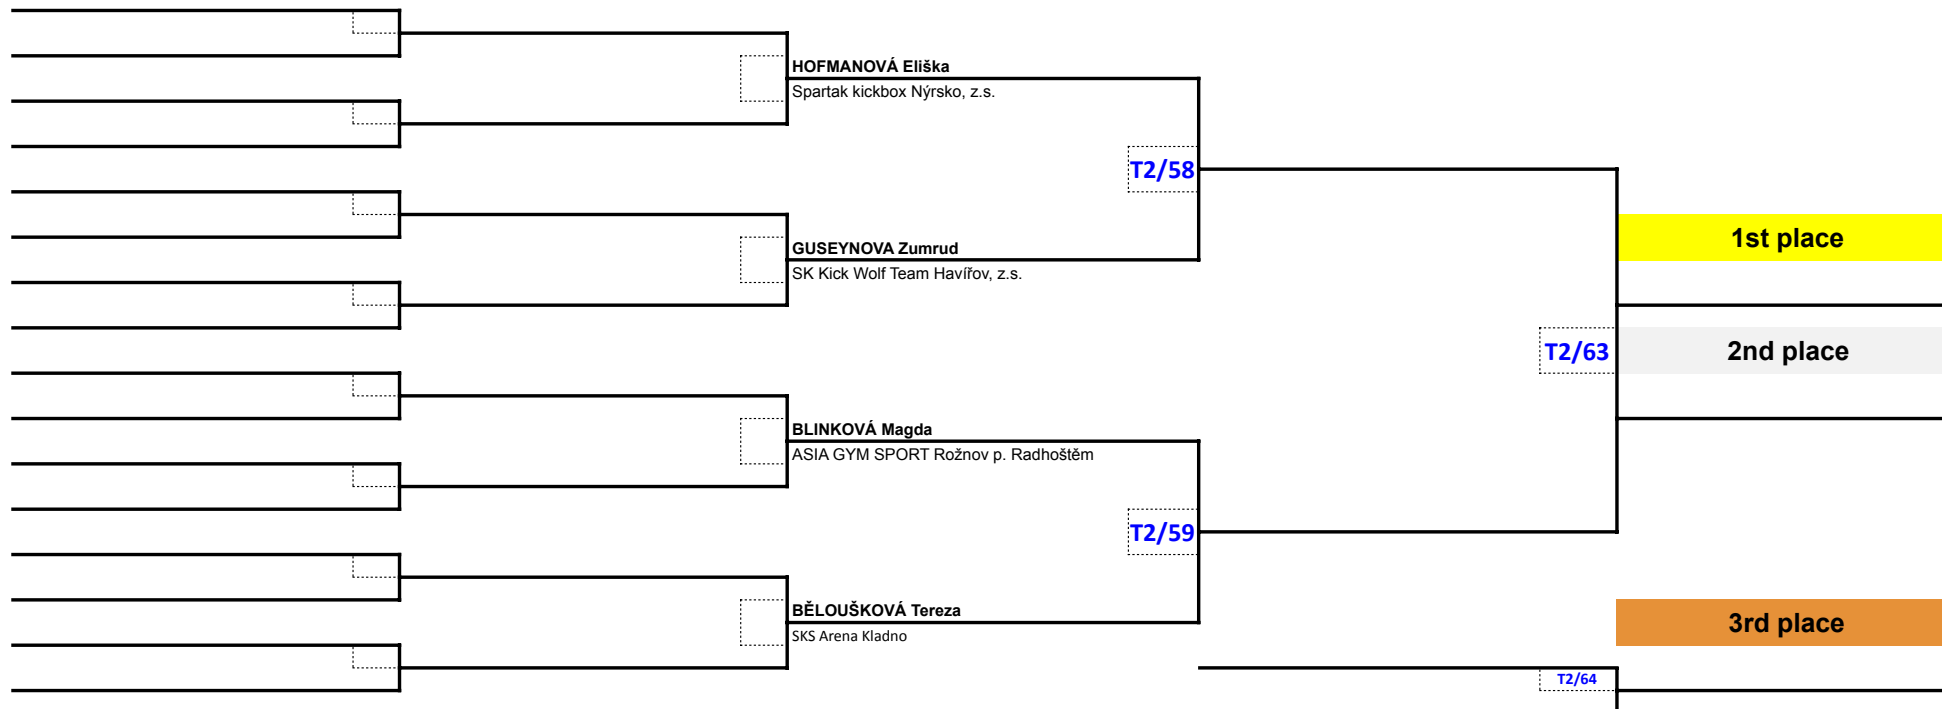 HOFMANOVÁ Eliška
Spartak kickbox Nýrsko, z.s.
T2/58
GUSEYNOVA Zumrud
SK Kick Wolf Team Havířov, z.s.
1st place
T2/63
2nd place
BLINKOVÁ Magda
ASIA GYM SPORT Rožnov p. Radhoštěm
T2/59
BĚLOUŠKOVÁ Tereza
SKS Arena Kladno
3rd place
T2/64